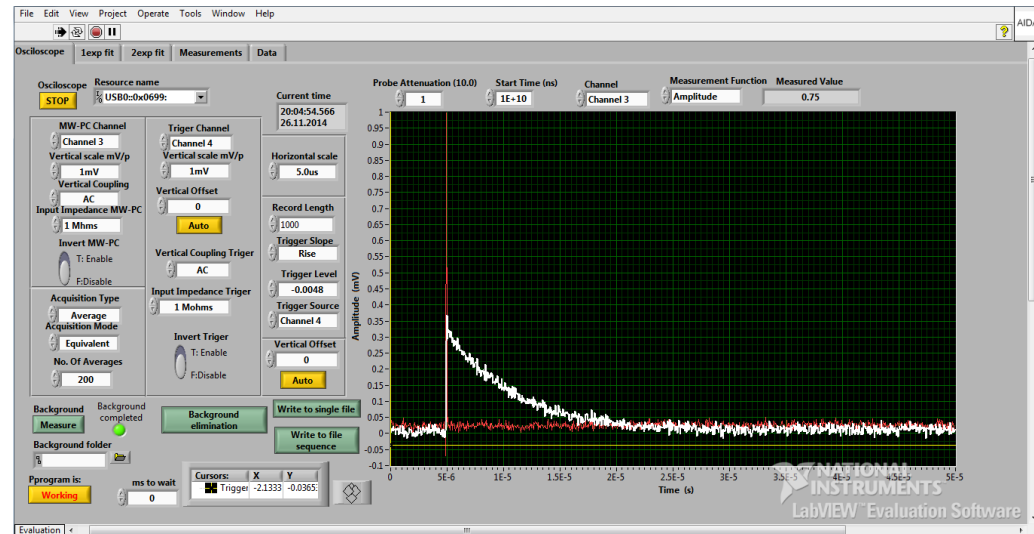 File Edit View Project Operate Tools Window Help
AID
Osciloscope 1exp fit 2exp fit Measurements Data
Osciloscope
STOP
Resource name
USB0::0x0699:
Current time
20:04:54.566
26.11.2014
Probe Attenuation (10.0)
1
Start Time (ns)
1E+10
Channel
Channel 3
Measurement Function
Amplitude
Measured Value
0.75
MW-PC Channel
Channel 3
Vertical scale mV/p
1mV
Vertical Coupling
AC
Input Impedance MW-PC
1 Mhms
Invert MW-PC
T: Enable
F:Disable
Acquisition Type
Average
Acquisition Mode
Equivalent
No. Of Averages
200
Triger Channel
Channel 4
Vertical scale mV/p
1mV
Vertical Offset
0
Auto
Vertical Coupling Triger
AC
Input Impedance Triger
1 Mohms
Invert Triger
T: Enable
F:Disable
Horizontal scale
5.0us
Record Length
1000
Trigger Slope
Rise
Trigger Level
-0.0048
Trigger Source
Channel 4
Vertical Offset
0
Auto
Background
Measure
Background
completed
Background
elimination
Write to single file
Write to file
sequence
Background folder
Pprogram is:
Working
ms to wait
0
Cursors: X Y
Trigger -2.1333 -0.0365
Amplitude (mV)
1
0.95
0.9
0.85
0.8
0.75
0.7
0.65
0.6
0.55
0.5
0.45
0.4
0.35
0.3
0.25
0.2
0.15
0.1
0.05
0
-0.05
-0.1
0 5E-6 1E-5 1.5E-5 2E-5 2.5E-5 3E-5 3.5E-5 4E-5 4.5E-5 5E-5
Time (s)
NATIONAL
INSTRUMENTS
LabVIEW™ Evaluation Software
Evaluation